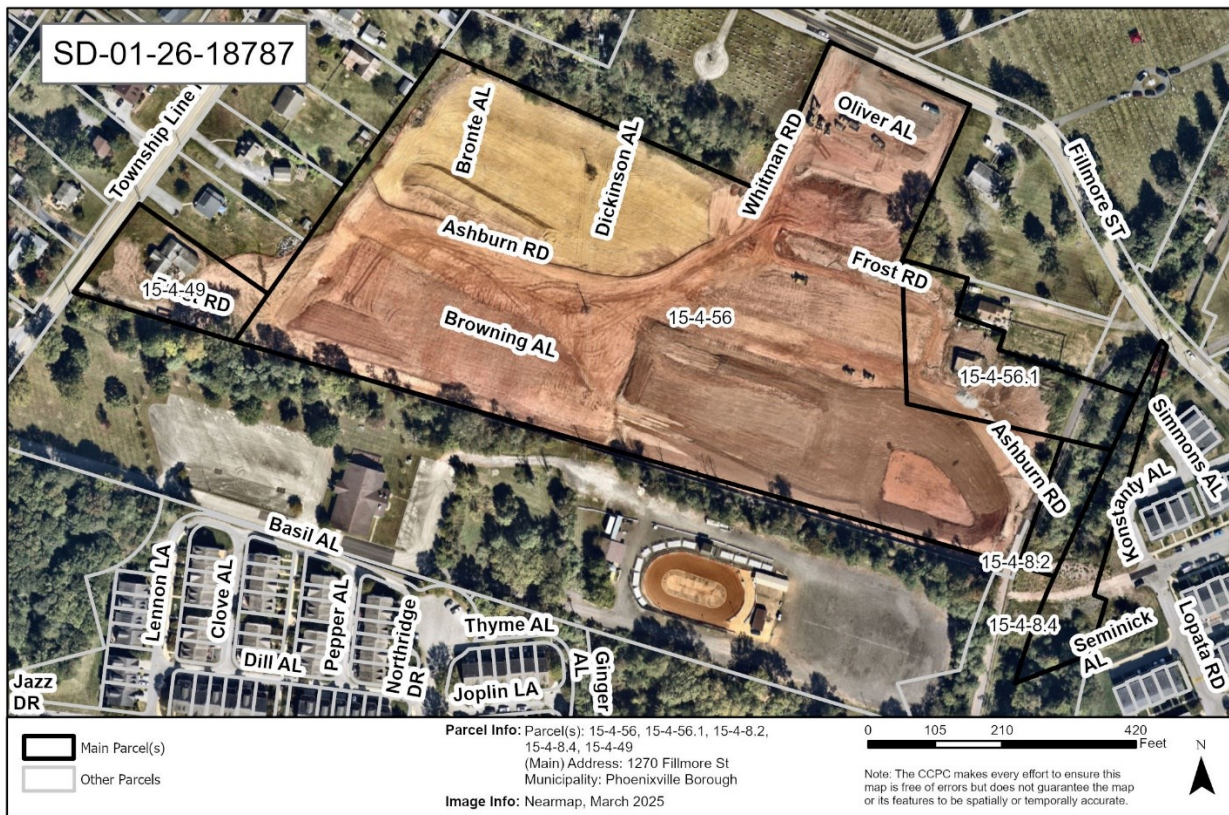 SD-01-26-18787
Township Line
Bronte AL
Dickinson AL
Whitman RD
Oliver AL
Fillmore ST
Ashburn RD
Frost RD
15-4-49
RD
Browning AL
15-4-56
15-4-56.1
Simmons AL
Ashburn RD
Konstanty AL
Basil AL
15-4-8.2
Lennon LA
Clove AL
Pepper AL
Northridge DR
Thyme AL
15-4-8.4
Seminick AL
Lopata RD
Dill AL
Ginger AL
Joplin LA
Jazz DR
Main Parcel(s)
Other Parcels
Parcel Info: Parcel(s): 15-4-56, 15-4-56.1, 15-4-8.2,
15-4-8.4, 15-4-49
(Main) Address: 1270 Fillmore St
Municipality: Phoenixville Borough
Image Info: Nearmap, March 2025
0 105 210 420
Feet
N
Note: The CCPC makes every effort to ensure this
map is free of errors but does not guarantee the map
or its features to be spatially or temporally accurate.